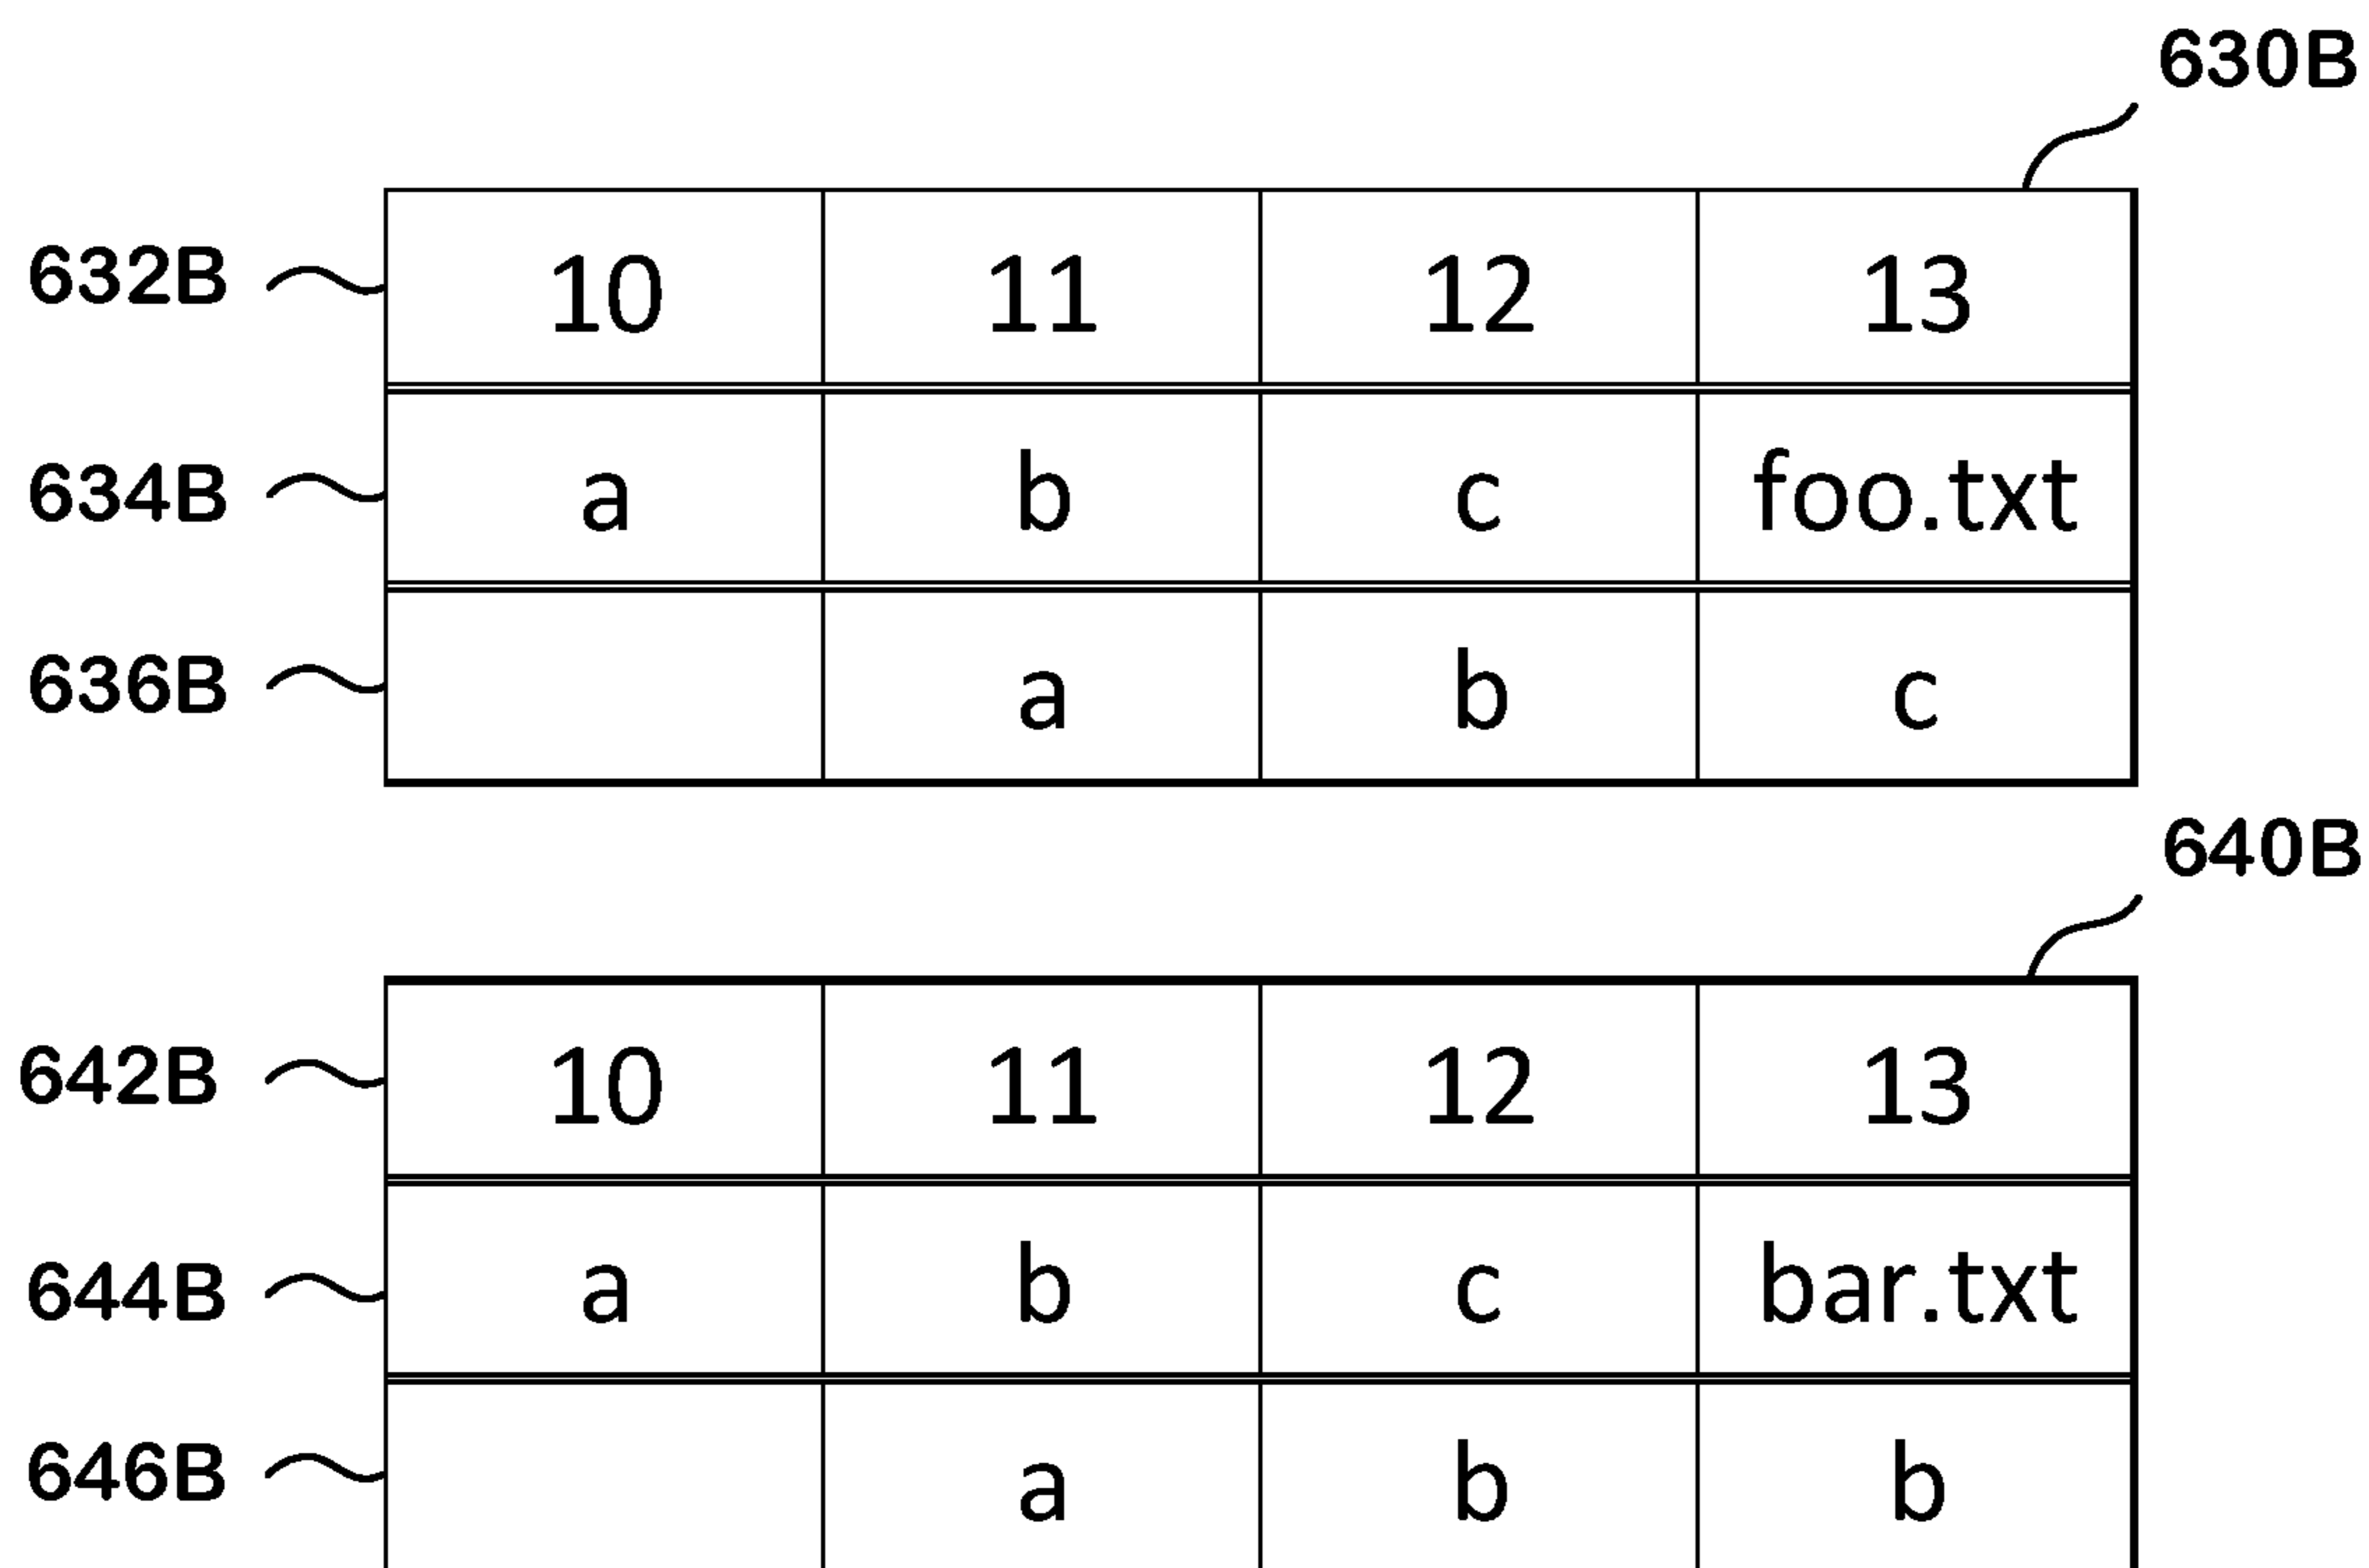 630B
632B 10 11 12 13
634B a b c foo.txt
636B a b c
640B
642B 10 11 12 13
644B a b c bar.txt
646B a b b